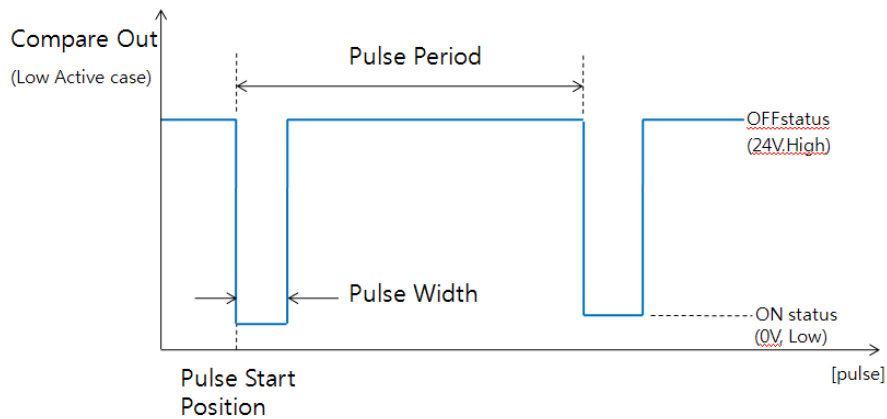 Compare Out
(Low Active case)
Pulse Period
OFFstatus
(24V.High)
Pulse Width
ON status
(0V, Low)
[pulse]
Pulse Start
Position